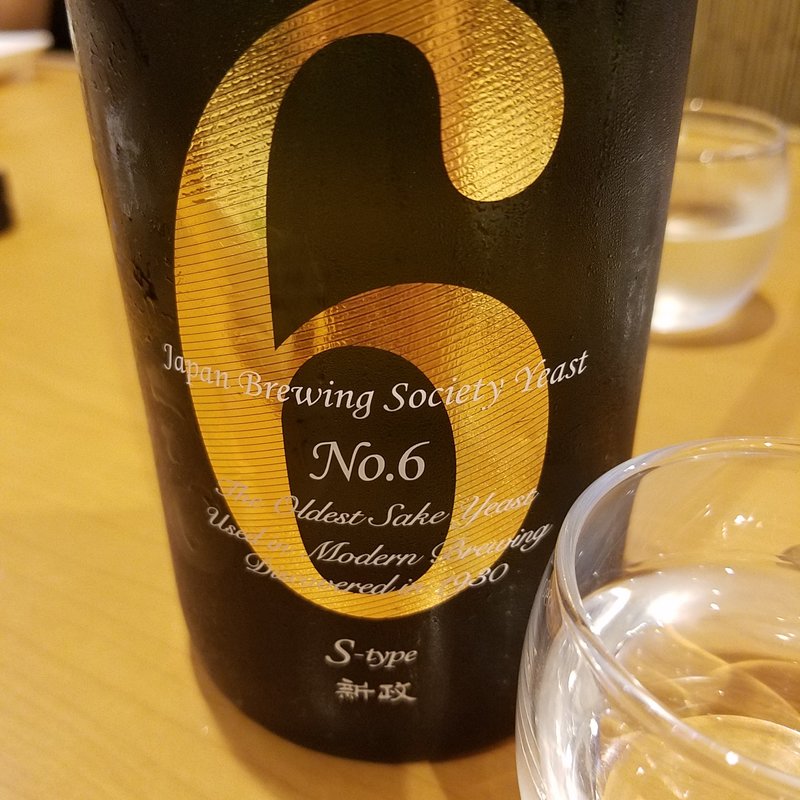 6
Japan Brewing Society Yeast
No.6
The Oldest Sake Yeast
Used in Modern Brewing
Discovered in 1930
S-type
新政